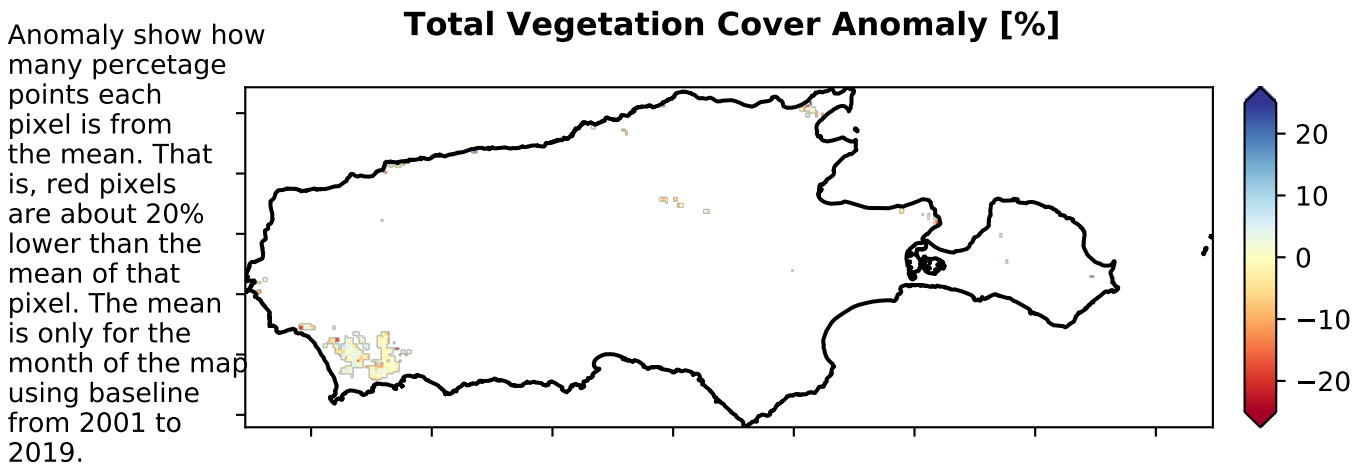 Total Vegetation Cover Anomaly [%]
Anomaly show how
many percetage
points each
pixel is from
the mean. That
is, red pixels
are about 20%
lower than the
mean of that
pixel. The mean
is only for the
month of the map
using baseline
from 2001 to
2019.
20
10
0
−10
−20